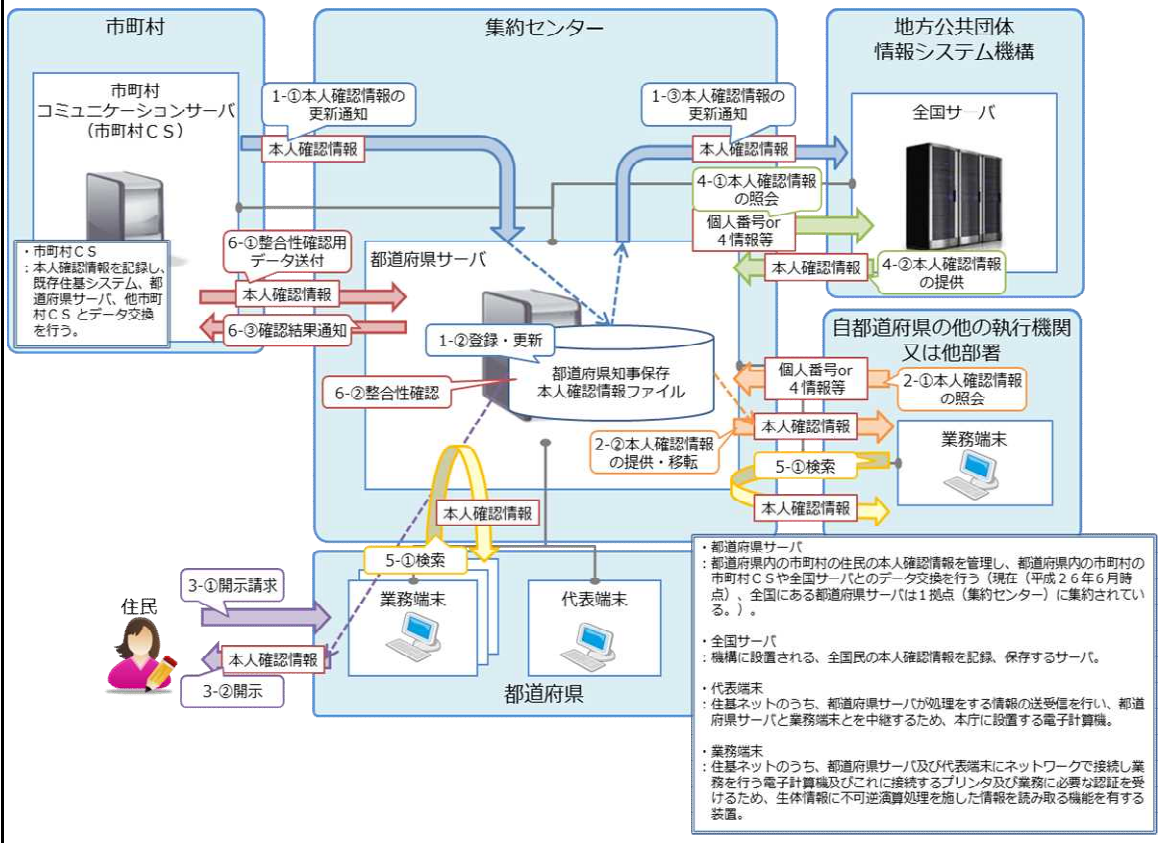 市町村
集約センター
地方公共団体
情報システム機構
市町村
コミュニケーションサーバ
（市町村ＣＳ）
1-①本人確認情報の
更新通知
本人確認情報
1-③本人確認情報の
更新通知
本人確認情報
全国サーバ
4-①本人確認情報
の照会
個人番号or
４情報等
本人確認情報
4-②本人確認情報
の提供
・市町村ＣＳ
：本人確認情報を記録し、
既存住基システム、都
道府県サーバ、他市町
村ＣＳ とデータ交換
を行う。
6-①整合性確認用
データ送付
本人確認情報
6-③確認結果通知
都道府県サーバ
1-②登録・更新
都道府県知事保存
本人確認情報ファイル
6-②整合性確認
自都道府県の他の執行機関
又は他部署
個人番号or
４情報等
2-①本人確認情報
の照会
本人確認情報
2-②本人確認情報
の提供・移転
業務端末
5-①検索
本人確認情報
本人確認情報
5-①検索
業務端末
代表端末
都道府県
住民
3-①開示請求
本人確認情報
3-②開示
・都道府県サーバ
：都道府県内の市町村の住民の本人確認情報を管理し、都道府県内の市町村の
市町村ＣＳや全国サーバとのデータ交換を行う（現在（平成２６年６月時
点）、全国にある都道府県サーバは１拠点（集約センター）に集約されてい
る。）。
・全国サーバ
：機構に設置される、全国民の本人確認情報を記録、保存するサーバ。
・代表端末
：住基ネットのうち、都道府県サーバが処理をする情報の送受信を行い、都道
府県サーバと業務端末とを中継するため、本庁に設置する電子計算機。
・業務端末
：住基ネットのうち、都道府県サーバ及び代表端末にネットワークで接続し業
務を行う電子計算機及びこれに接続するプリンタ及び業務に必要な認証を受
けるため、生体情報に不可逆演算処理を施した情報を読み取る機能を有する
装置。